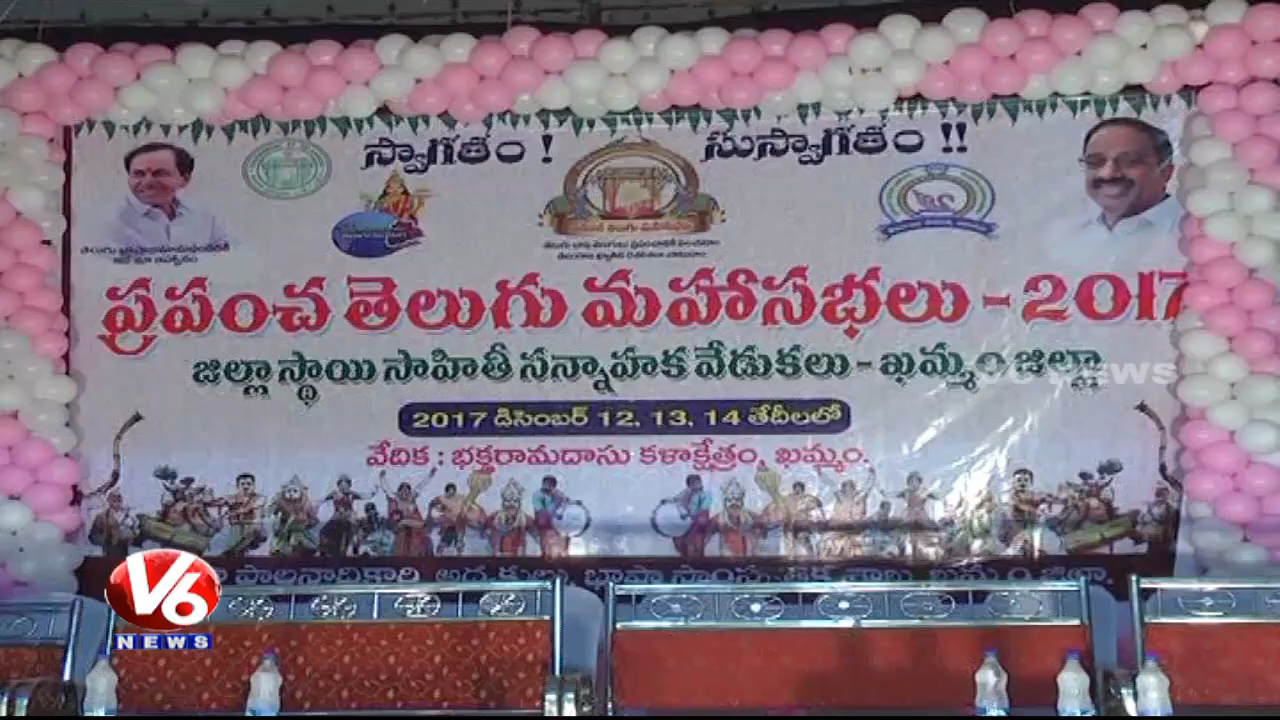 స్వాగతం ! సుస్వాగతం !!
తెలుగు భాష వెలుగులు ప్రపంచానికి పంచుదాం
ప్రపంచ తెలుగు మహాసభలు - 2017
జిల్లా స్థాయి సాహితీ సన్నాహక వేడుకలు - ఖమ్మం జిల్లా
2017 డిసెంబర్ 12, 13, 14 తేదీలలో
వేదిక : భక్తరామదాసు కళాక్షేత్రం, ఖమ్మం.
V6 NEWS